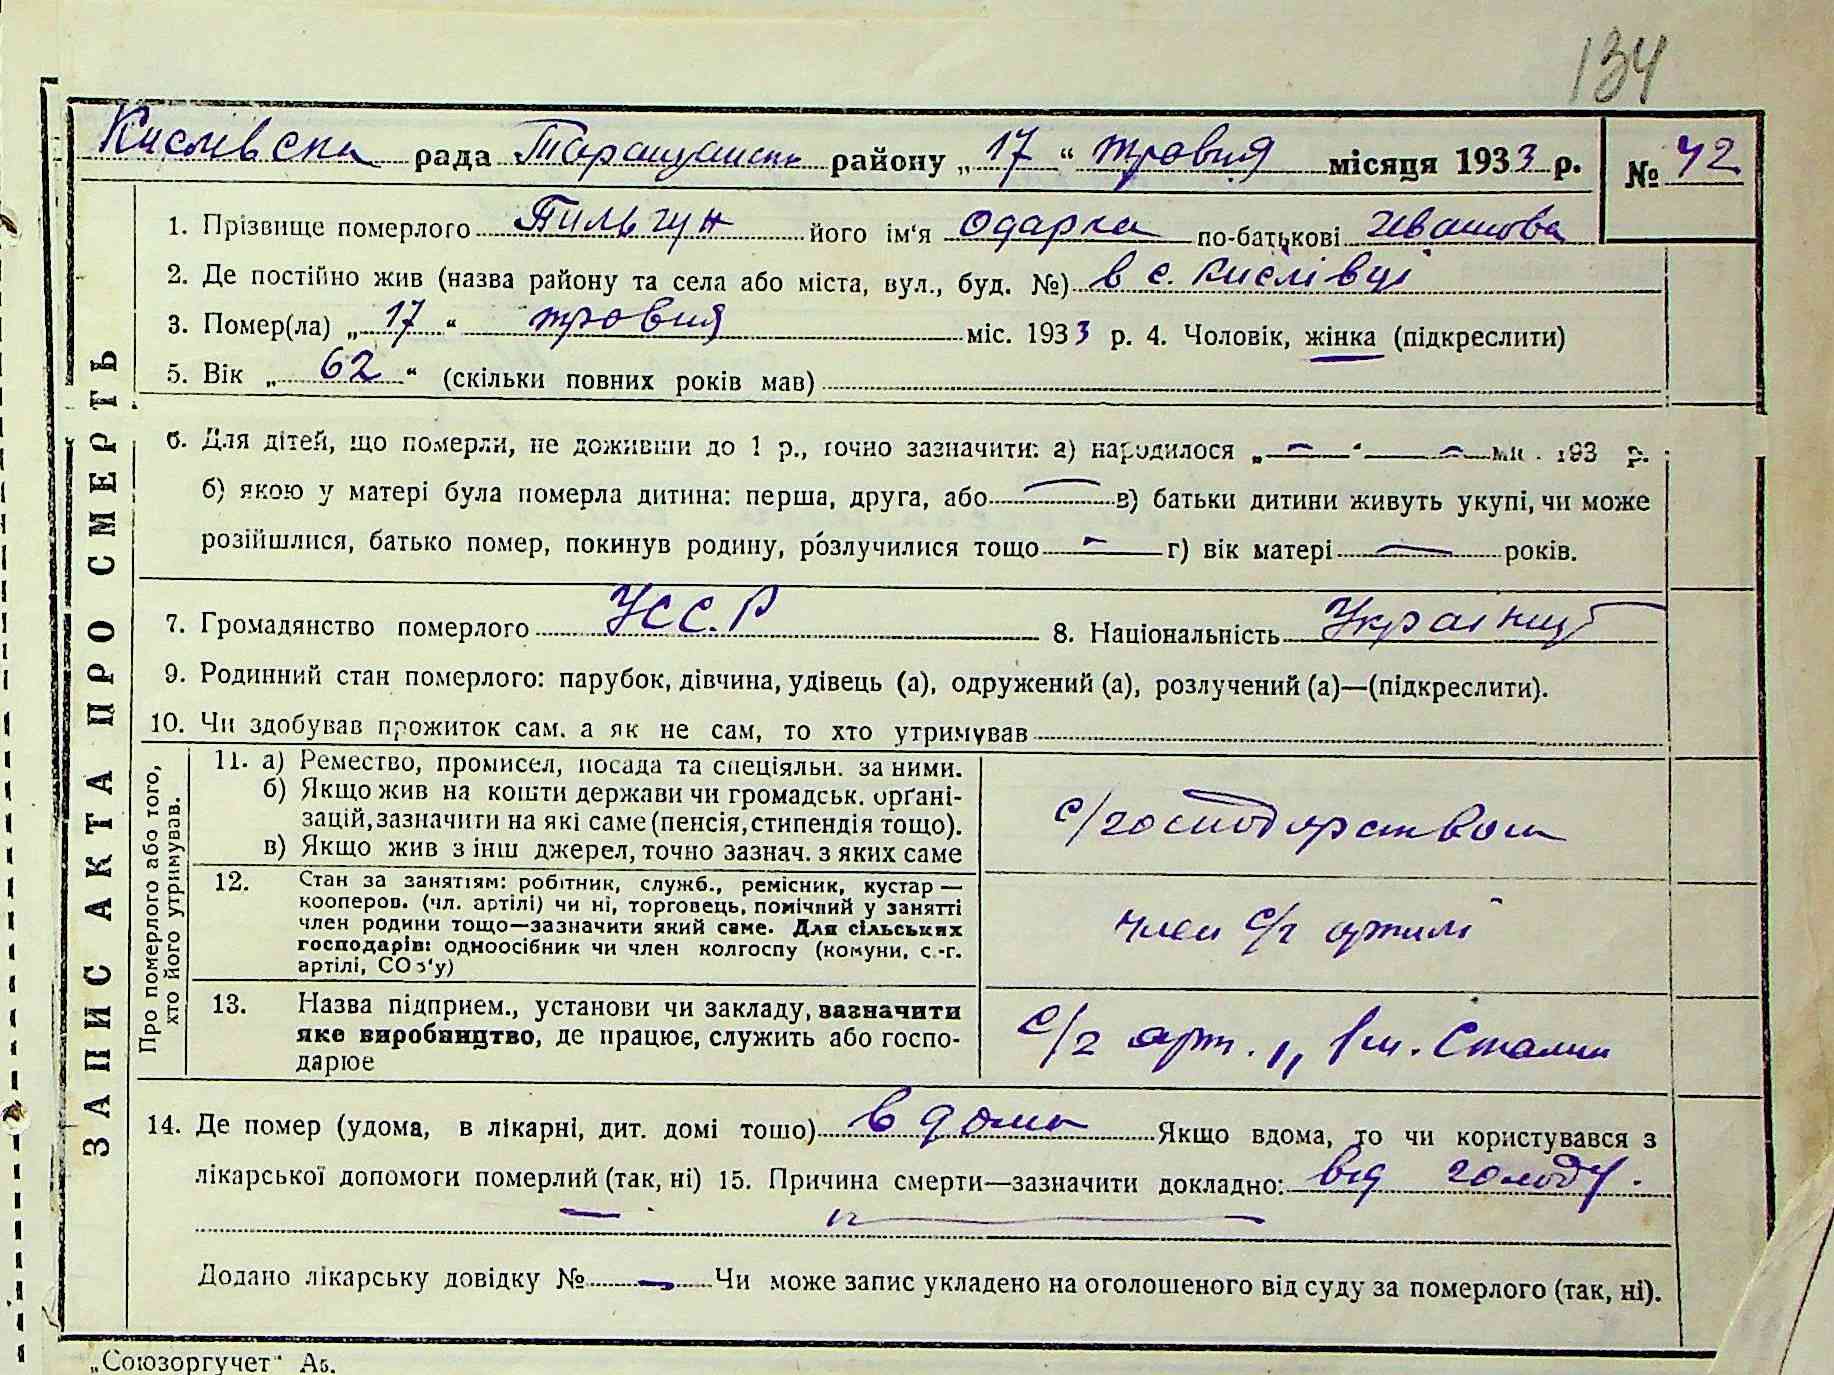 134
Кислівска рада Таращанськ району „17“ травня місяця 1933 р. № 42
ЗАПИС АКТА ПРО СМЕРТЬ
1. Прізвище померлого Пильгун його ім'я Одарка по-батькові Іванова
2. Де постійно жив (назва району та села або міста, вул., буд. №) в с. Кислівці
3. Помер(ла) „17“ травня міс. 1933 р. 4. Чоловік, жінка (підкреслити)
5. Вік „62“ (скільки повних років мав)
6. Для дітей, що померли, не доживши до 1 р., точно зазначити: а) народилося „—“ — міс. 193 р.
б) якою у матері була померла дитина: перша, друга, або — в) батьки дитини живуть укупі, чи може
розійшлися, батько помер, покинув родину, розлучилися тощо — г) вік матері — років.
7. Громадянство померлого УССР 8. Національність
9. Родинний стан померлого: парубок, дівчина, удівець (а), одружений (а), розлучений (а)—(підкреслити).
10. Чи здобував прожиток сам, а як не сам, то хто утримував
Про померлого або того,
хто його утримував.
11. а) Ремество, промисел, посада та спеціяльн. за ними.
б) Якщо жив на кошти держави чи громадськ. органі-
зацій, зазначити на які саме (пенсія, стипендія тощо).
в) Якщо жив з інш джерел, точно зазнач. з яких саме
с/господарством
12. Стан за заняттям: робітник, служб., ремісник, кустар —
кооперов. (чл. артілі) чи ні, торговець, помічний у занятті
член родини тощо—зазначити який саме. Для сільських
господарів: одноосібник чи член колгоспу (комуни, с.-г.
артілі, СОЗ'у)
член с/г артілі
13. Назва підприєм., установи чи закладу, зазначити
яке виробництво, де працює, служить або госпо-
дарює
с/г арт. „ ім. Сталін
14. Де помер (удома, в лікарні, дит. домі тощо) в дома Якщо вдома, то чи користувався з
лікарської допомоги померлий (так, ні) 15. Причина смерти—зазначити докладно: від голоду.
Додано лікарську довідку № — Чи може запис укладено на оголошеного від суду за померлого (так, ні).
„Союзоргучет“ А5.